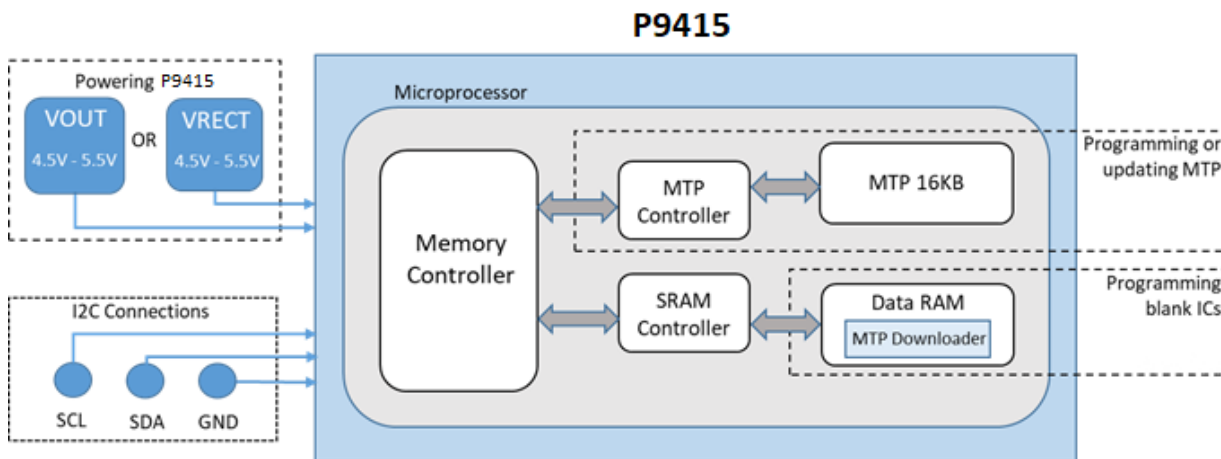 P9415
Powering P9415
VOUT
4.5V - 5.5V
OR
VRECT
4.5V - 5.5V
I2C Connections
SCL
SDA
GND
Microprocessor
Memory
Controller
MTP
Controller
MTP 16KB
Programming or
updating MTP
SRAM
Controller
Data RAM
MTP Downloader
Programming
blank ICs